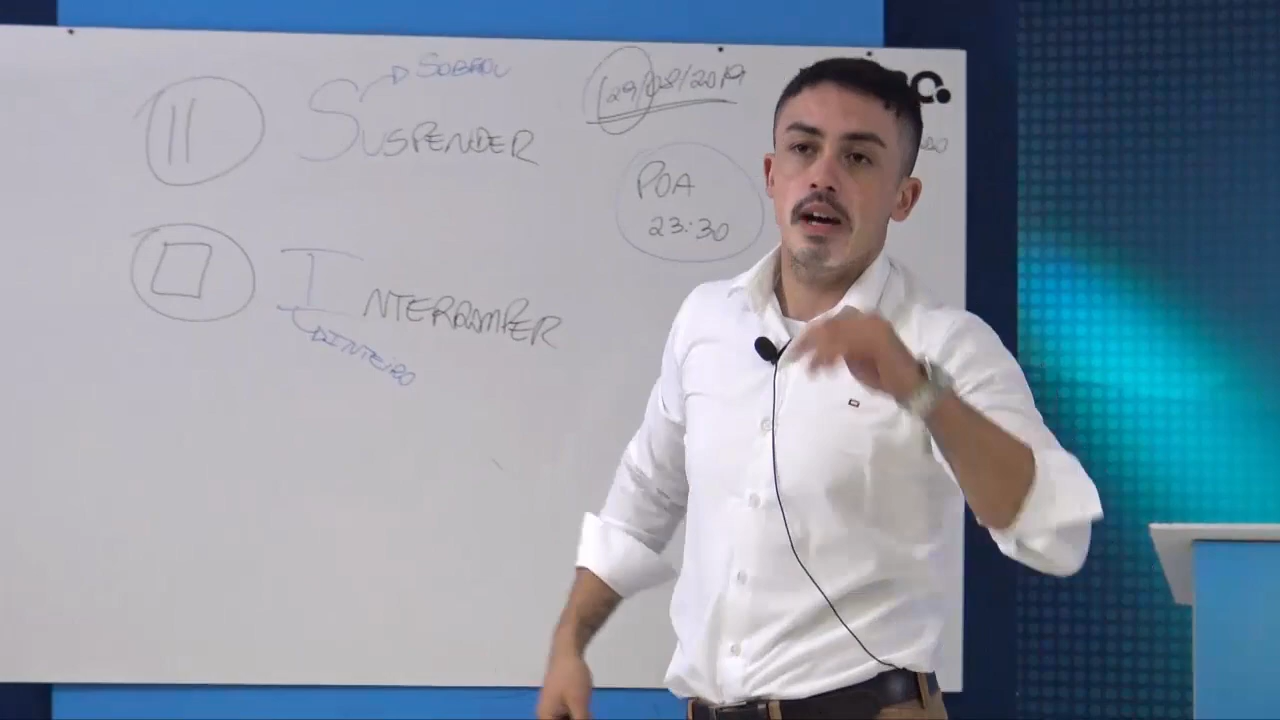 SOBROU
SUSPENDER
29/08/2019
POA
23:30
INTERROMPER
INTEIRO